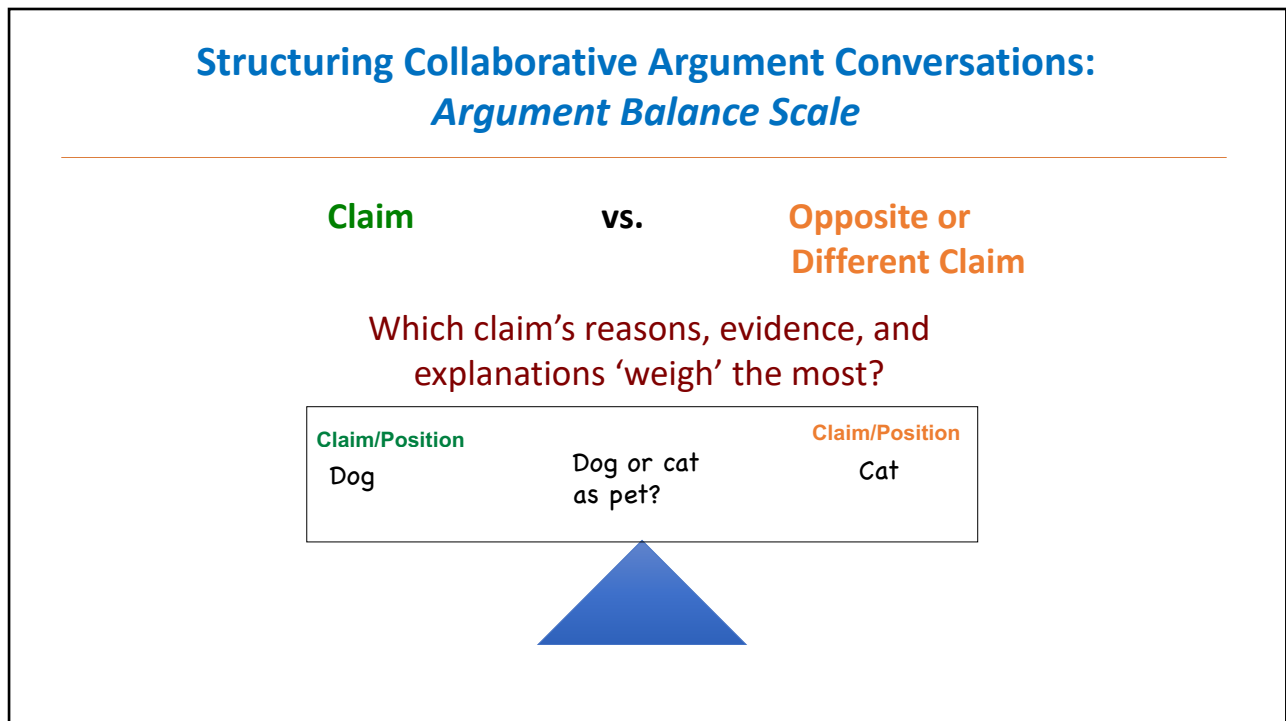 Structuring Collaborative Argument Conversations:
Argument Balance Scale
Claim vs. Opposite or
Different Claim
Which claim’s reasons, evidence, and
explanations ‘weigh’ the most?
Claim/Position
Dog
Dog or cat
as pet?
Claim/Position
Cat